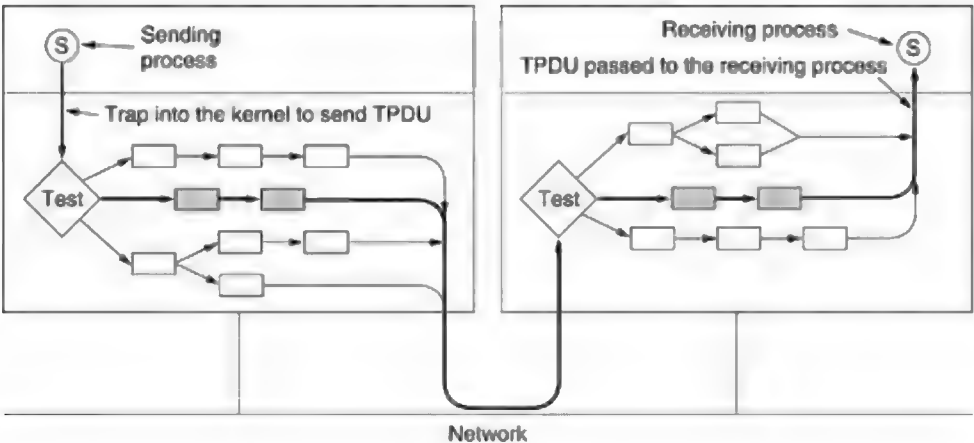 S
Sending
process
Trap into the kernel to send TPDU
Test
Receiving process
S
TPDU passed to the receiving process
Test
Network